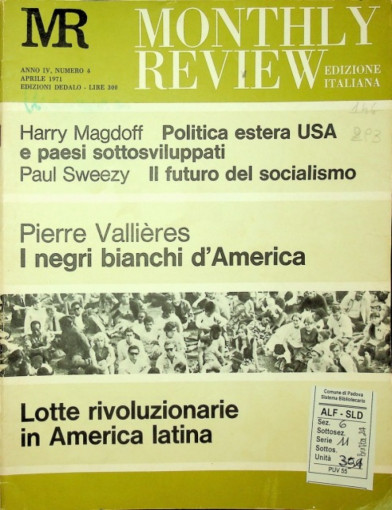 MR
MONTHLY
REVIEW
EDIZIONE
ITALIANA
ANNO IV, NUMERO 4
APRILE 1971
EDIZIONI DEDALO - LIRE 500
Harry Magdoff Politica estera USA
e paesi sottosviluppati
Paul Sweezy Il futuro del socialismo
Pierre Vallières
I negri bianchi d'America
Lotte rivoluzionarie
in America latina
Comune di Padova
Sistema Bibliotecario
ALF - SLD
Sez. 6
Sottosez.
Serie 11
Sottos.
Unità
PUV 55